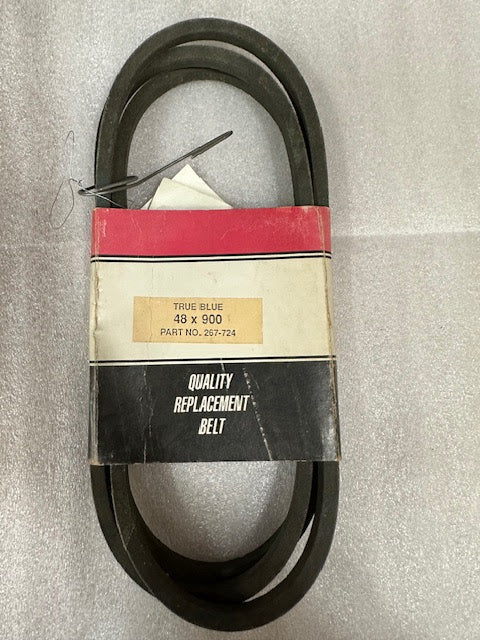 TRUE BLUE
48 x 900
PART NO. 267-724
QUALITY
REPLACEMENT
BELT